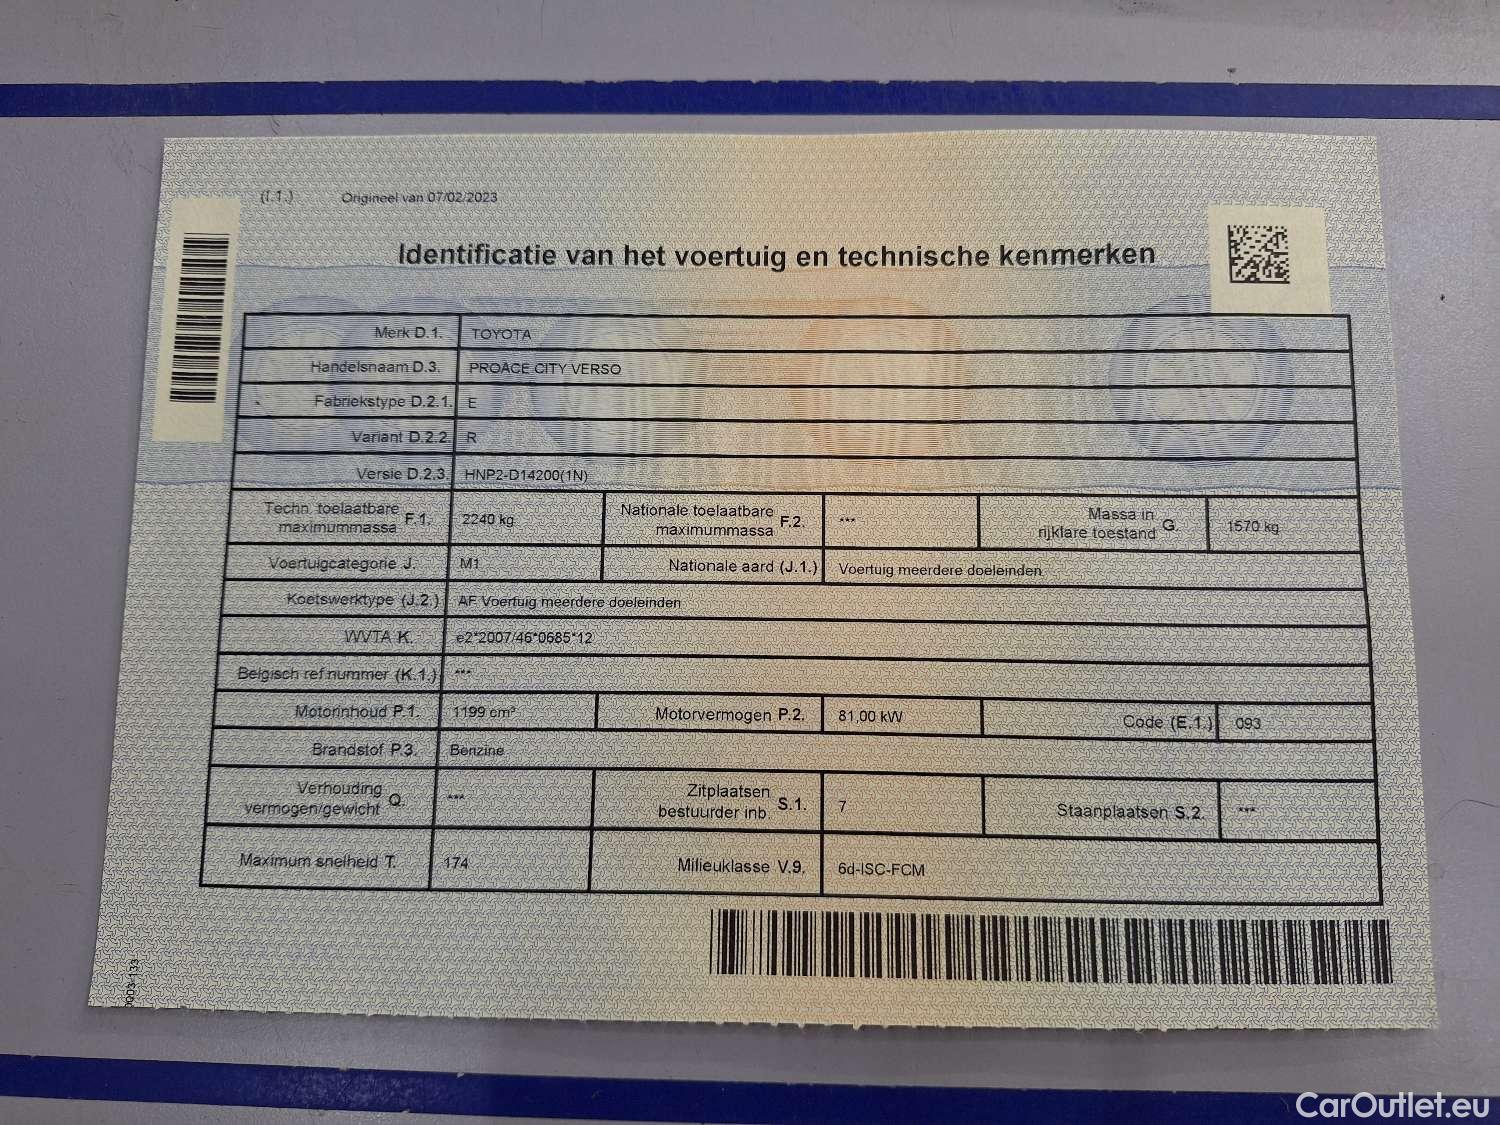 (I.1.) Origineel van 07/02/2023
Identificatie van het voertuig en technische kenmerken
Merk D.1. TOYOTA
Handelsnaam D.3. PROACE CITY VERSO
Fabriekstype D.2.1. E
Variant D.2.2. R
Versie D.2.3. HNP2-D14200(1N)
Techn. toelaatbare maximummassa F.1. 2240 kg Nationale toelaatbare maximummassa F.2. *** Massa in rijklare toestand G. 1570 kg
Voertuigcategorie J. M1 Nationale aard (J.1.) Voertuig meerdere doeleinden
Koetswerktype (J.2.) AF Voertuig meerdere doeleinden
WVTA K. e2*2007/46*0685*12
Belgisch ref nummer (K.1.) ***
Motorinhoud P.1. 1199 cm³ Motorvermogen P.2. 81,00 kW Code (E.1.) 093
Brandstof P.3. Benzine
Verhouding vermogen/gewicht Q. *** Zitplaatsen bestuurder inb. S.1. 7 Staanplaatsen S.2. ***
Maximum snelheid T. 174 Milieuklasse V.9. 6d-ISC-FCM
0003-133
CarOutlet.eu